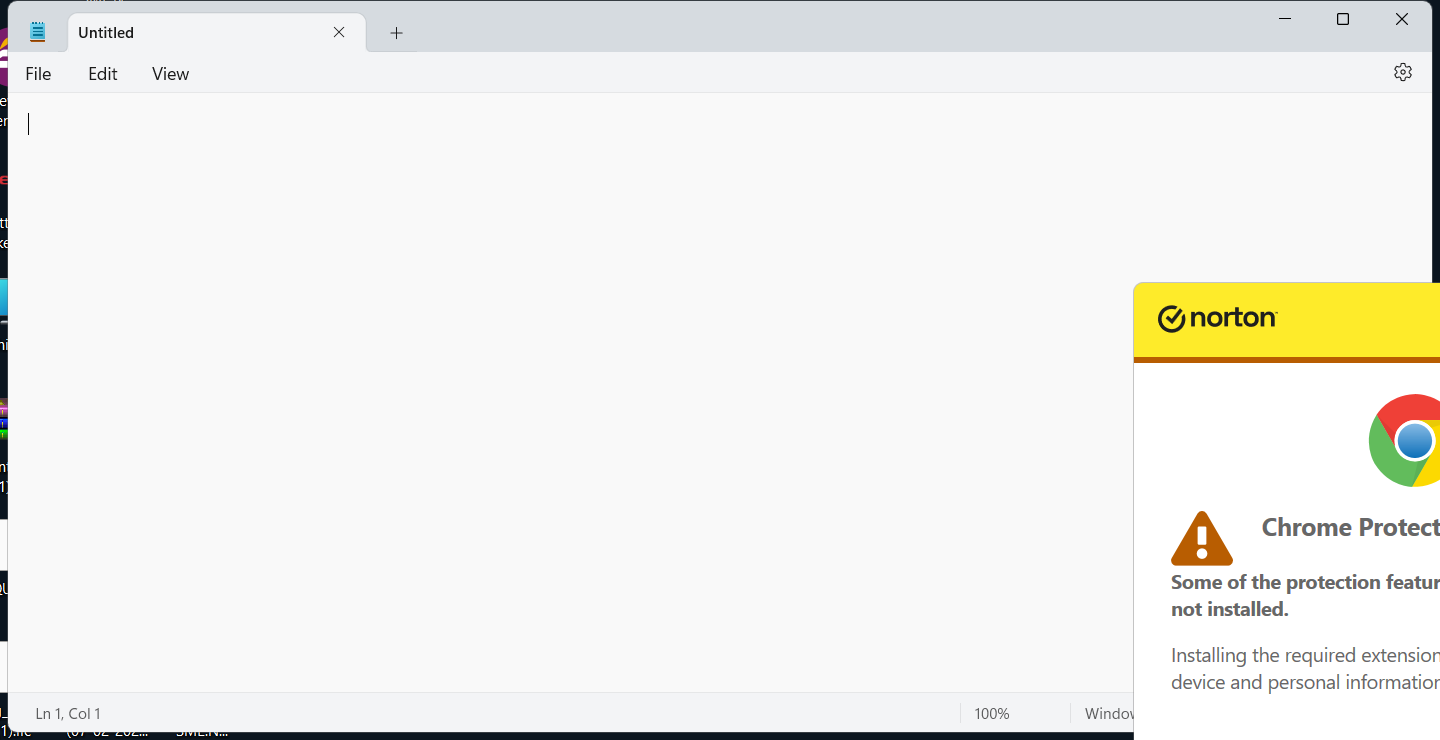 Untitled
File Edit View
norton
Chrome Protect
Some of the protection featur
not installed.
Installing the required extension
device and personal information
Ln 1, Col 1 100% Window